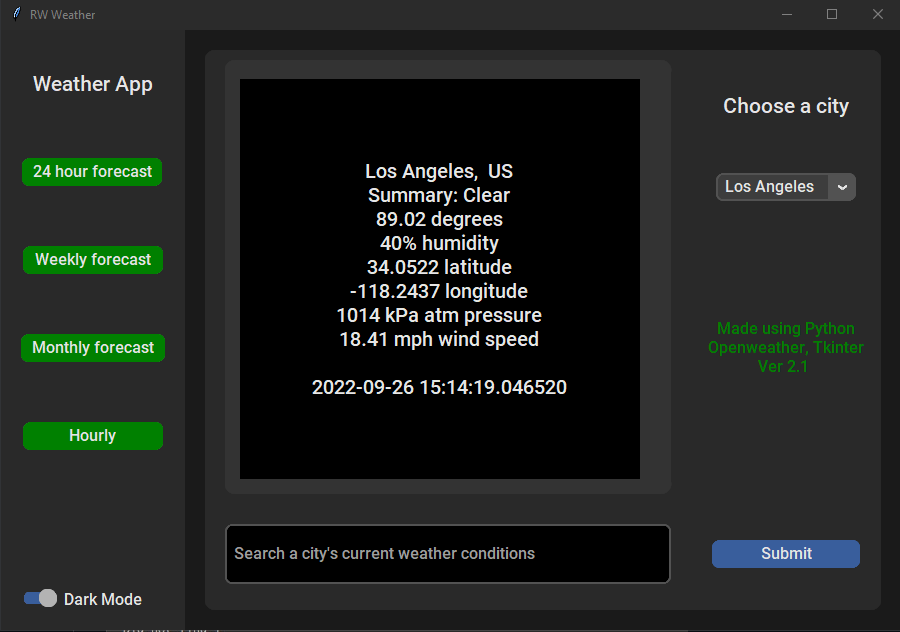 RW Weather
Weather App
24 hour forecast
Weekly forecast
Monthly forecast
Hourly
Dark Mode
Los Angeles,  US
Summary: Clear
89.02 degrees
40% humidity
34.0522 latitude
-118.2437 longitude
1014 kPa atm pressure
18.41 mph wind speed
2022-09-26 15:14:19.046520
Search a city's current weather conditions
Choose a city
Los Angeles
Made using Python
Openweather, Tkinter
Ver 2.1
Submit